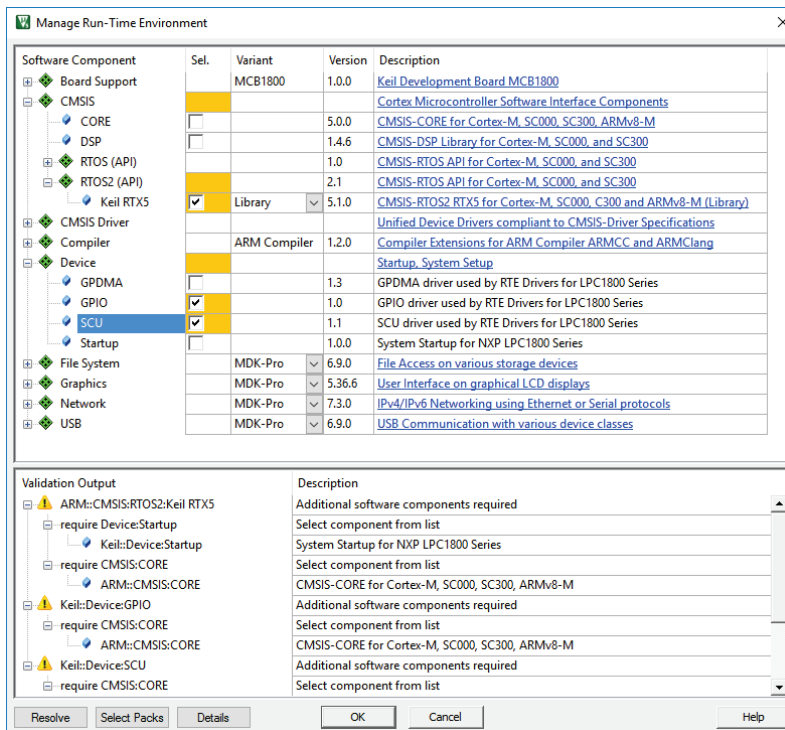 Manage Run-Time Environment
Software Component Sel. Variant Version Description
Board Support MCB1800 1.0.0 Keil Development Board MCB1800
CMSIS Cortex Microcontroller Software Interface Components
CORE 5.0.0 CMSIS-CORE for Cortex-M, SC000, SC300, ARMv8-M
DSP 1.4.6 CMSIS-DSP Library for Cortex-M, SC000, and SC300
RTOS (API) 1.0 CMSIS-RTOS API for Cortex-M, SC000, and SC300
RTOS2 (API) 2.1 CMSIS-RTOS API for Cortex-M, SC000, and SC300
Keil RTX5 Library 5.1.0 CMSIS-RTOS2 RTX5 for Cortex-M, SC000, C300 and ARMv8-M (Library)
CMSIS Driver Unified Device Drivers compliant to CMSIS-Driver Specifications
Compiler ARM Compiler 1.2.0 Compiler Extensions for ARM Compiler ARMCC and ARMClang
Device Startup, System Setup
GPDMA 1.3 GPDMA driver used by RTE Drivers for LPC1800 Series
GPIO 1.0 GPIO driver used by RTE Drivers for LPC1800 Series
SCU 1.1 SCU driver used by RTE Drivers for LPC1800 Series
Startup 1.0.0 System Startup for NXP LPC1800 Series
File System MDK-Pro 6.9.0 File Access on various storage devices
Graphics MDK-Pro 5.36.6 User Interface on graphical LCD displays
Network MDK-Pro 7.3.0 IPv4/IPv6 Networking using Ethernet or Serial protocols
USB MDK-Pro 6.9.0 USB Communication with various device classes
Validation Output Description
ARM::CMSIS:RTOS2:Keil RTX5 Additional software components required
require Device:Startup Select component from list
Keil::Device:Startup System Startup for NXP LPC1800 Series
require CMSIS:CORE Select component from list
ARM::CMSIS:CORE CMSIS-CORE for Cortex-M, SC000, SC300, ARMv8-M
Keil::Device:GPIO Additional software components required
require CMSIS:CORE Select component from list
ARM::CMSIS:CORE CMSIS-CORE for Cortex-M, SC000, SC300, ARMv8-M
Keil::Device:SCU Additional software components required
require CMSIS:CORE Select component from list
Resolve Select Packs Details OK Cancel Help